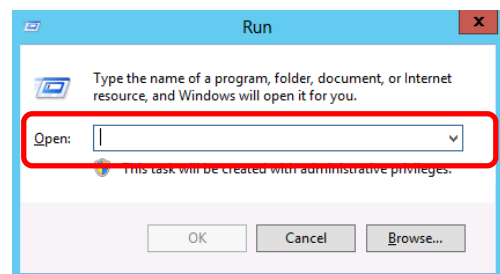 Run
x
Type the name of a program, folder, document, or Internet
resource, and Windows will open it for you.
Open:
This task will be created with administrative privileges.
OK Cancel Browse...